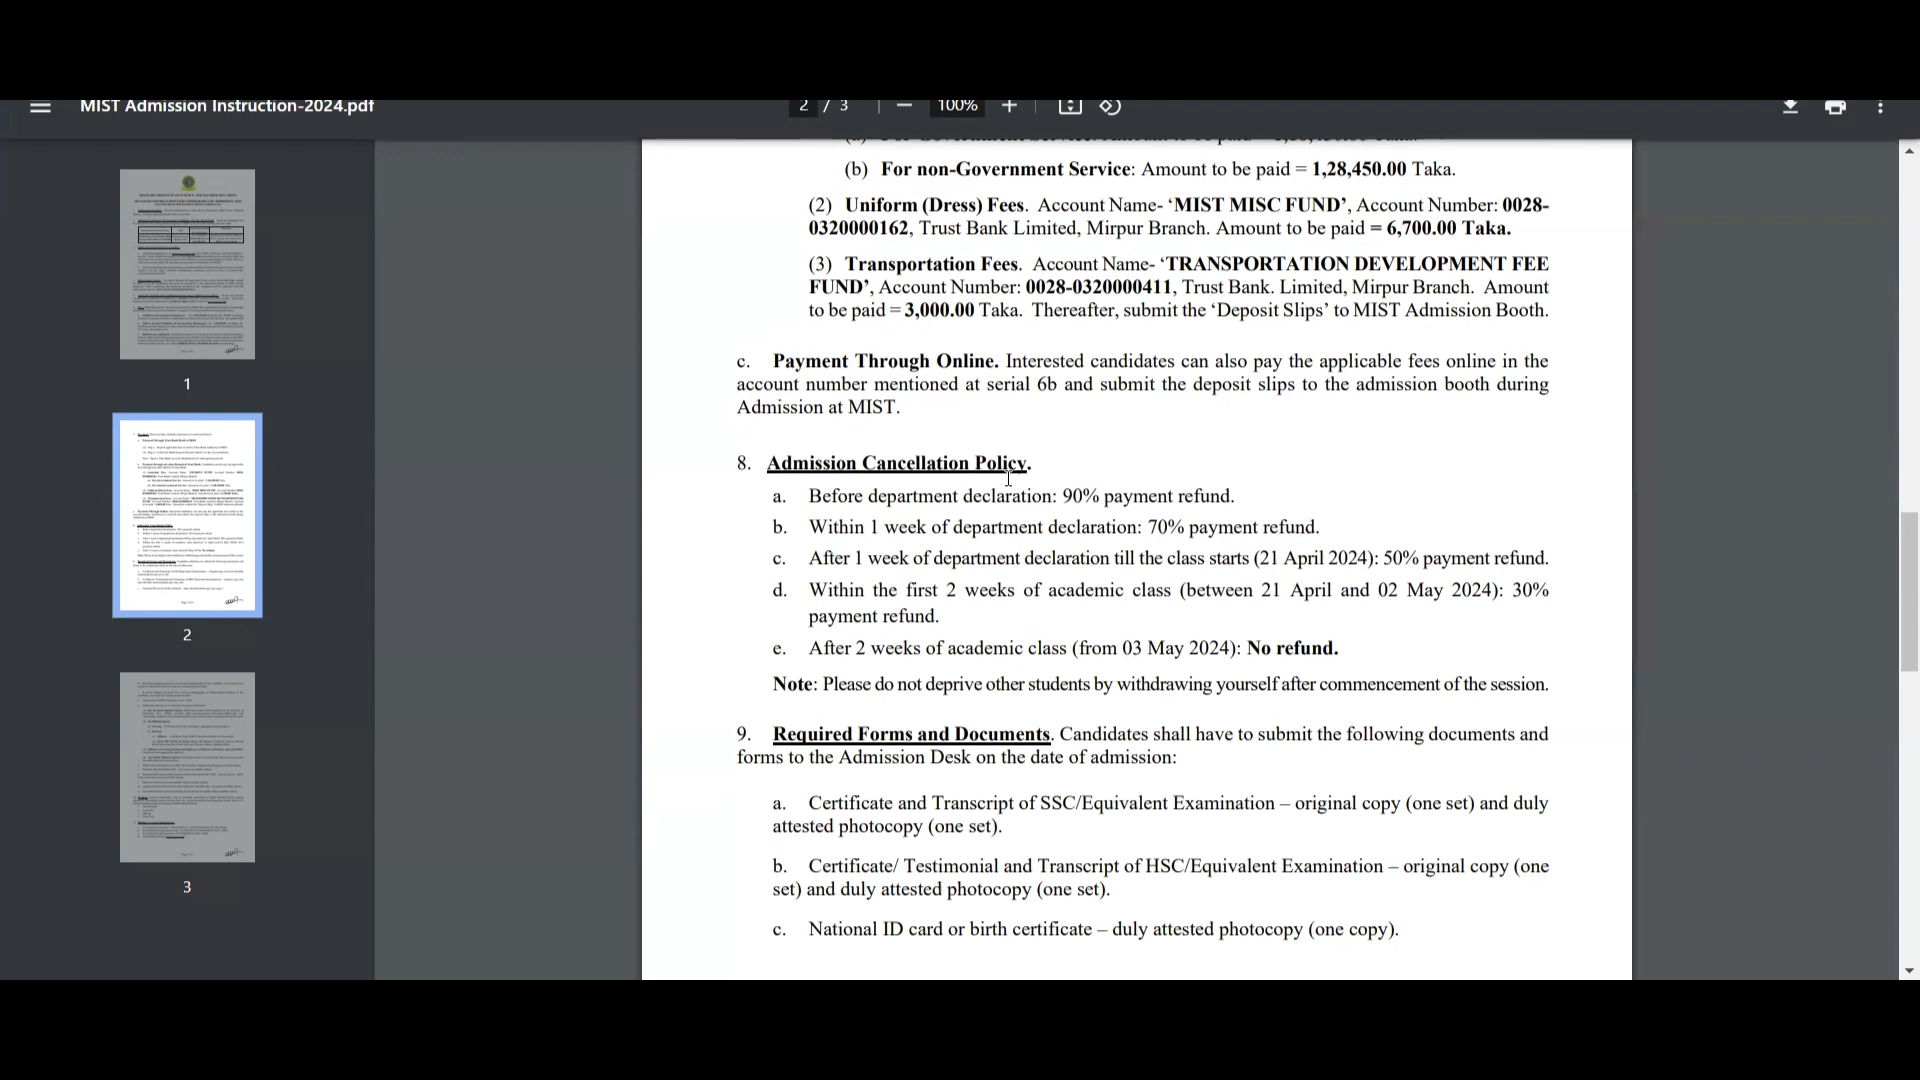 MIST Admission Instruction-2024.pdf
2 / 3
100%
(b) For non-Government Service: Amount to be paid = 1,28,450.00 Taka.
(2) Uniform (Dress) Fees. Account Name- ‘MIST MISC FUND’, Account Number: 0028-
0320000162, Trust Bank Limited, Mirpur Branch. Amount to be paid = 6,700.00 Taka.
(3) Transportation Fees. Account Name- ‘TRANSPORTATION DEVELOPMENT FEE
FUND’, Account Number: 0028-0320000411, Trust Bank. Limited, Mirpur Branch. Amount
to be paid = 3,000.00 Taka. Thereafter, submit the ‘Deposit Slips’ to MIST Admission Booth.
c. Payment Through Online. Interested candidates can also pay the applicable fees online in the
account number mentioned at serial 6b and submit the deposit slips to the admission booth during
Admission at MIST.
8. Admission Cancellation Policy.
a. Before department declaration: 90% payment refund.
b. Within 1 week of department declaration: 70% payment refund.
c. After 1 week of department declaration till the class starts (21 April 2024): 50% payment refund.
d. Within the first 2 weeks of academic class (between 21 April and 02 May 2024): 30%
payment refund.
e. After 2 weeks of academic class (from 03 May 2024): No refund.
Note: Please do not deprive other students by withdrawing yourself after commencement of the session.
9. Required Forms and Documents. Candidates shall have to submit the following documents and
forms to the Admission Desk on the date of admission:
a. Certificate and Transcript of SSC/Equivalent Examination – original copy (one set) and duly
attested photocopy (one set).
b. Certificate/ Testimonial and Transcript of HSC/Equivalent Examination – original copy (one
set) and duly attested photocopy (one set).
c. National ID card or birth certificate – duly attested photocopy (one copy).
1
2
3